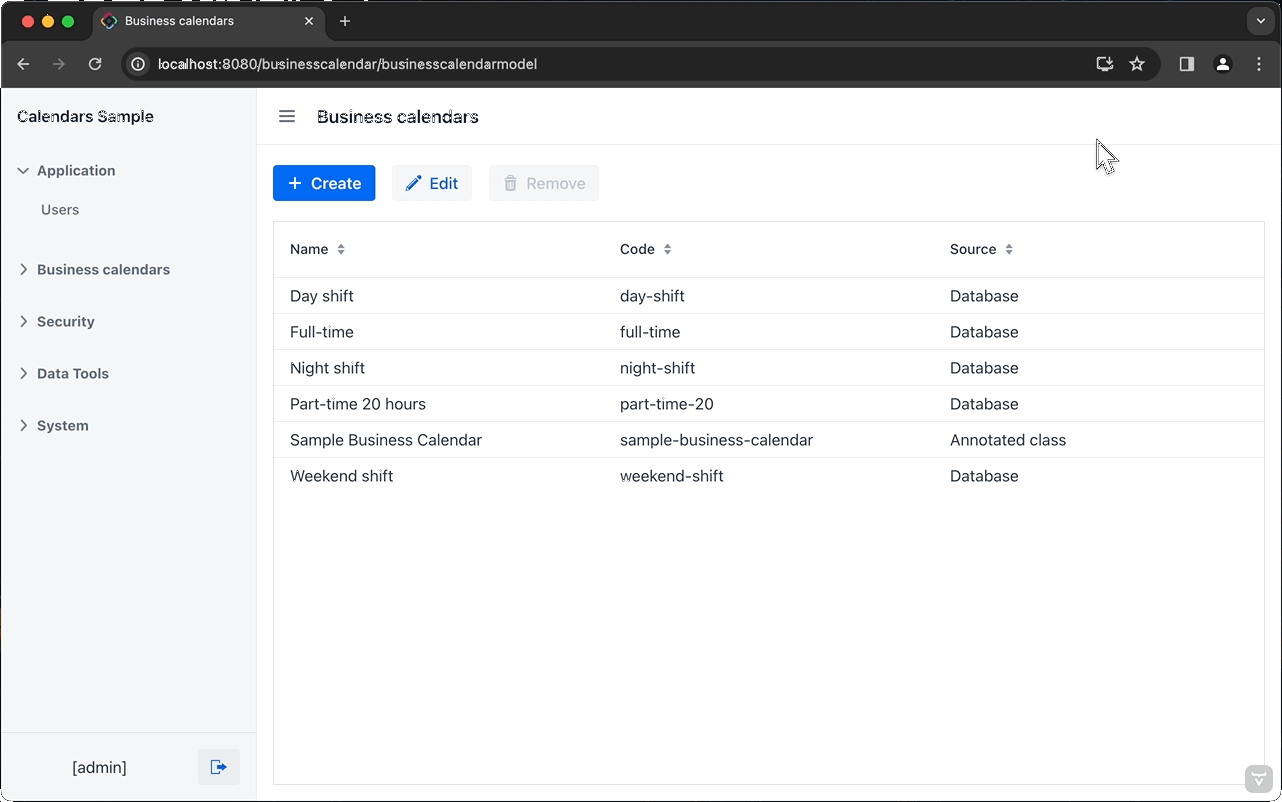 Business calendars
localhost:8080/businesscalendar/businesscalendarmodel
Calendars Sample
Business calendars
Application
Users
Business calendars
Security
Data Tools
System
[admin]
Create Edit Remove
Name Code Source
Day shift day-shift Database
Full-time full-time Database
Night shift night-shift Database
Part-time 20 hours part-time-20 Database
Sample Business Calendar sample-business-calendar Annotated class
Weekend shift weekend-shift Database